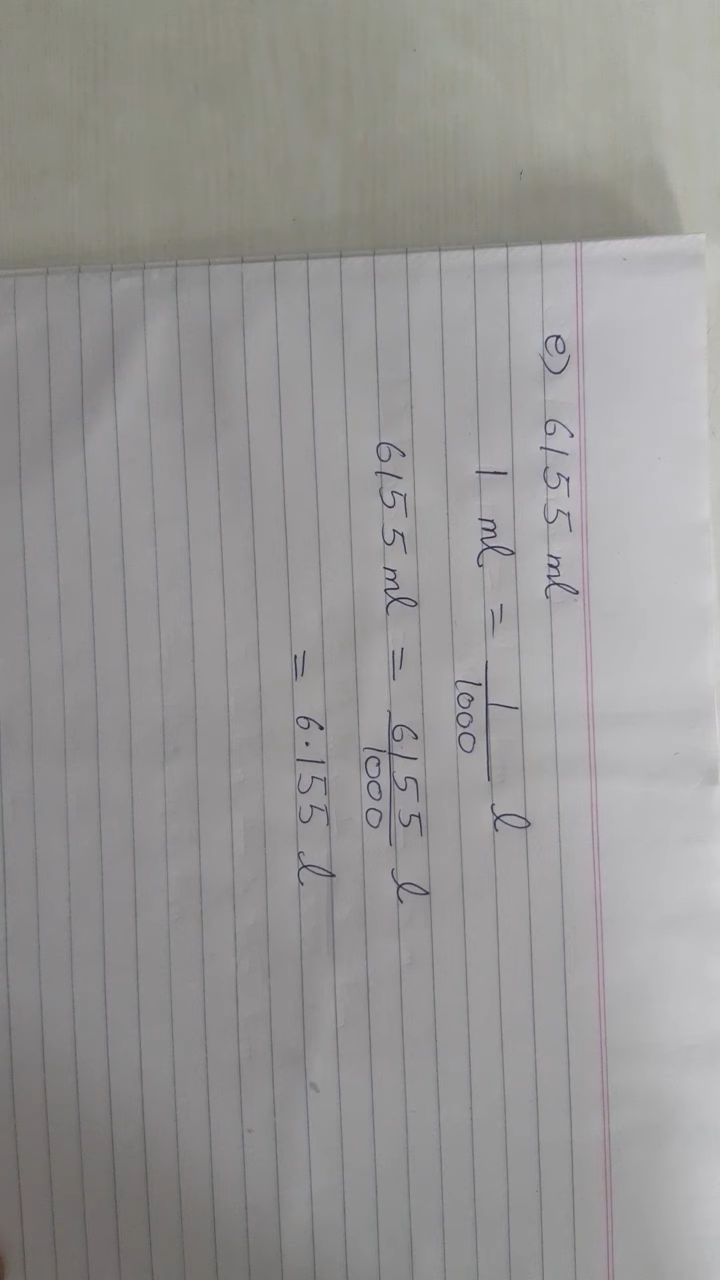 e) 6155 ml
1 ml = 1/1000 l
6155 ml = 6155/1000 l
= 6.155 l